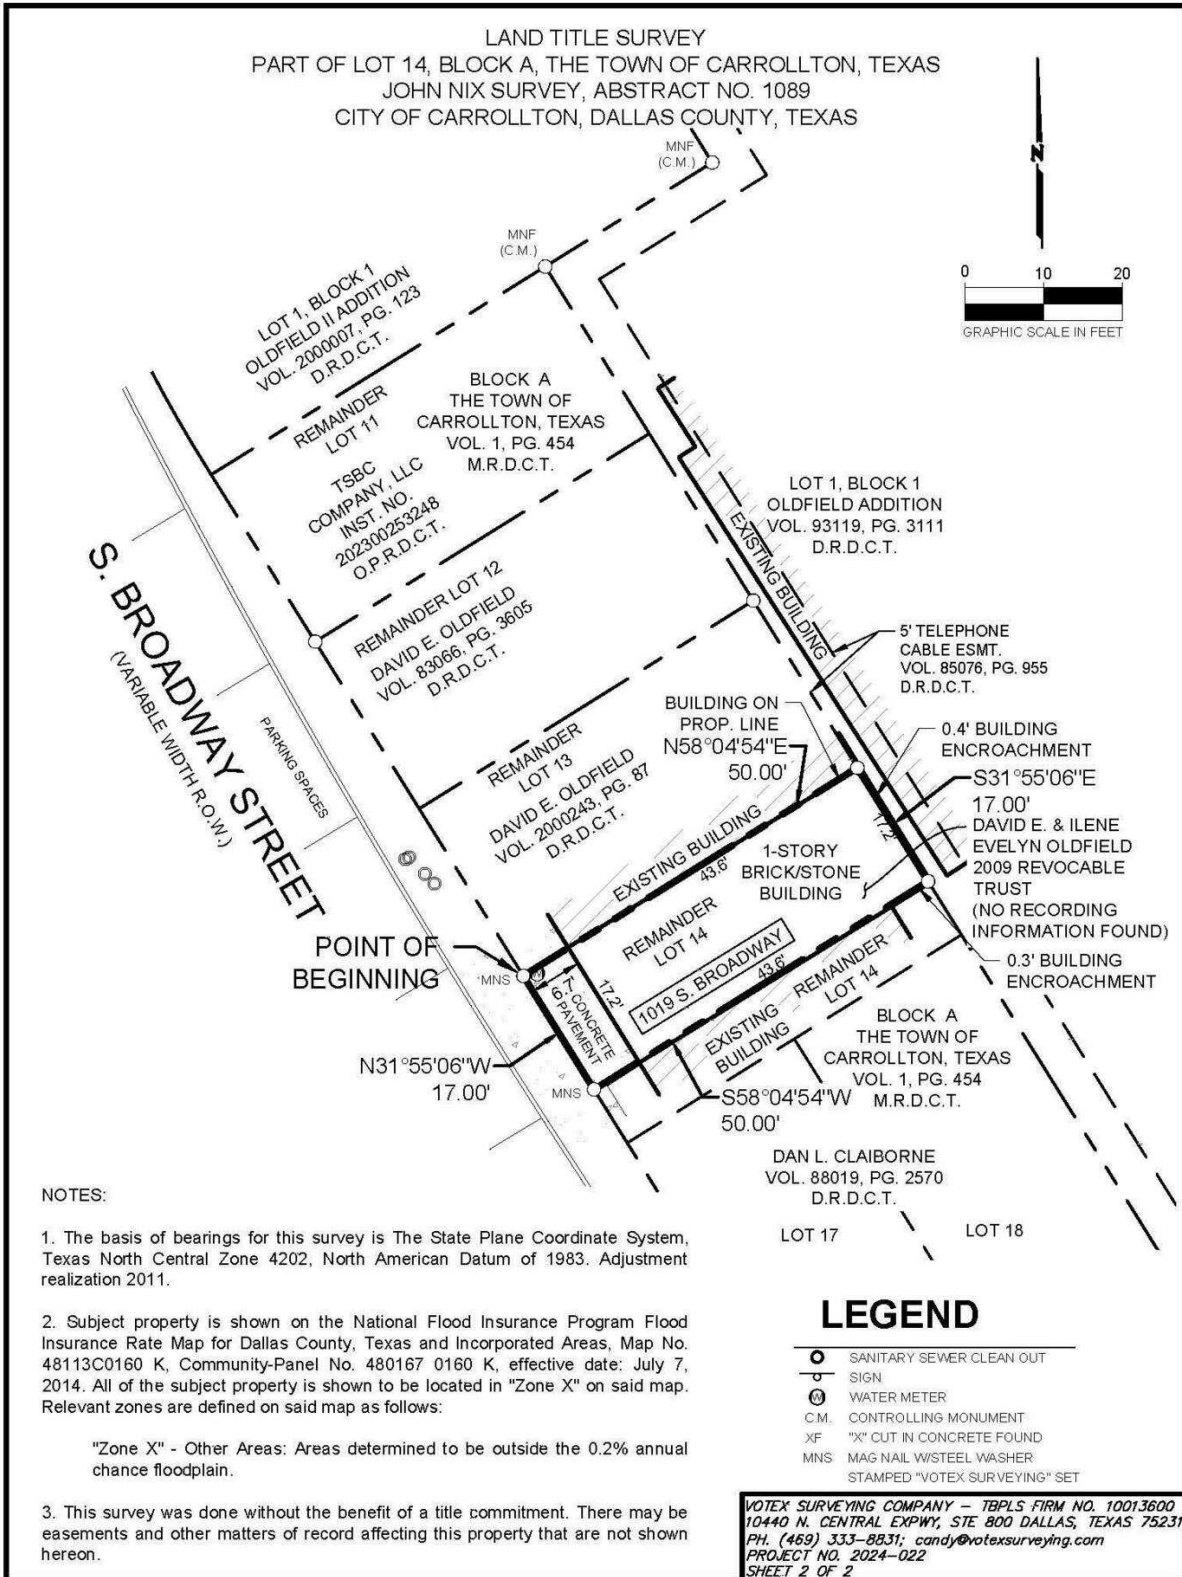 LAND TITLE SURVEY
PART OF LOT 14, BLOCK A, THE TOWN OF CARROLLTON, TEXAS
JOHN NIX SURVEY, ABSTRACT NO. 1089
CITY OF CARROLLTON, DALLAS COUNTY, TEXAS
MNF
(C.M.)
N
MNF
(C.M.)
0 10 20
GRAPHIC SCALE IN FEET
LOT 1, BLOCK 1
OLDFIELD II ADDITION
VOL. 2000007, PG. 123
D.R.D.C.T.
REMAINDER
LOT 11
BLOCK A
THE TOWN OF
CARROLLTON, TEXAS
VOL. 1, PG. 454
M.R.D.C.T.
TSBC
COMPANY, LLC
INST. NO.
202300253248
O.P.R.D.C.T.
LOT 1, BLOCK 1
OLDFIELD ADDITION
VOL. 93119, PG. 3111
D.R.D.C.T.
EXISTING BUILDING
S. BROADWAY STREET
(VARIABLE WIDTH R.O.W.)
PARKING SPACES
REMAINDER LOT 12
DAVID E. OLDFIELD
VOL. 83066, PG. 3605
D.R.D.C.T.
5' TELEPHONE
CABLE ESMT.
VOL. 85076, PG. 955
D.R.D.C.T.
BUILDING ON
PROP. LINE
N58°04'54"E
50.00'
0.4' BUILDING
ENCROACHMENT
S31°55'06"E
17.00'
REMAINDER
LOT 13
DAVID E. OLDFIELD
VOL. 2000243, PG. 87
D.R.D.C.T.
EXISTING BUILDING
43.6'
17.2'
1-STORY
BRICK/STONE
BUILDING
DAVID E. & ILENE
EVELYN OLDFIELD
2009 REVOCABLE
TRUST
(NO RECORDING
INFORMATION FOUND)
REMAINDER
LOT 14
POINT OF
BEGINNING
MNS
W
6.7'
CONCRETE
PAVEMENT
17.2'
1019 S. BROADWAY
43.6'
REMAINDER
LOT 14
0.3' BUILDING
ENCROACHMENT
EXISTING
BUILDING
BLOCK A
THE TOWN OF
CARROLLTON, TEXAS
VOL. 1, PG. 454
M.R.D.C.T.
N31°55'06"W
17.00'
MNS
S58°04'54"W
50.00'
DAN L. CLAIBORNE
VOL. 88019, PG. 2570
D.R.D.C.T.
LOT 17
LOT 18
NOTES:
1. The basis of bearings for this survey is The State Plane Coordinate System,
Texas North Central Zone 4202, North American Datum of 1983. Adjustment
realization 2011.
2. Subject property is shown on the National Flood Insurance Program Flood
Insurance Rate Map for Dallas County, Texas and Incorporated Areas, Map No.
48113C0160 K, Community-Panel No. 480167 0160 K, effective date: July 7,
2014. All of the subject property is shown to be located in "Zone X" on said map.
Relevant zones are defined on said map as follows:
"Zone X" - Other Areas: Areas determined to be outside the 0.2% annual
chance floodplain.
3. This survey was done without the benefit of a title commitment. There may be
easements and other matters of record affecting this property that are not shown
hereon.
LEGEND
SANITARY SEWER CLEAN OUT
SIGN
W WATER METER
C.M. CONTROLLING MONUMENT
XF "X" CUT IN CONCRETE FOUND
MNS MAG NAIL W/STEEL WASHER
STAMPED "VOTEX SURVEYING" SET
VOTEX SURVEYING COMPANY – TBPLS FIRM NO. 10013600
10440 N. CENTRAL EXPWY, STE 800 DALLAS, TEXAS 75231
PH. (469) 333–8831; candy@votexsurveying.com
PROJECT NO. 2024–022
SHEET 2 OF 2